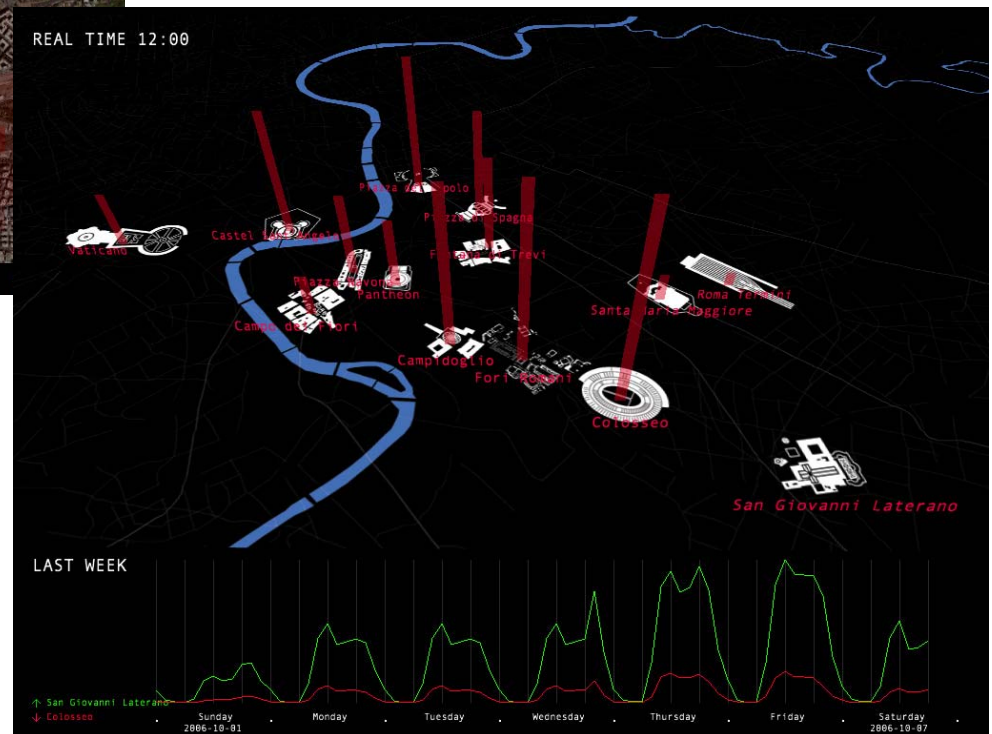 REAL TIME 12:00
Piazza del Popolo
Piazza di Spagna
Castel Sant'Angelo
Vaticano
Fontana di Trevi
Piazza Navona
Pantheon
Roma Termini
Santa Maria Maggiore
Campo dei Fiori
Campidoglio
Fori Romani
Colosseo
San Giovanni Laterano
LAST WEEK
↑ San Giovanni Laterano
↓ Colosseo
. Sunday . Monday . Tuesday . Wednesday . Thursday . Friday . Saturday .
2006-10-01 2006-10-07